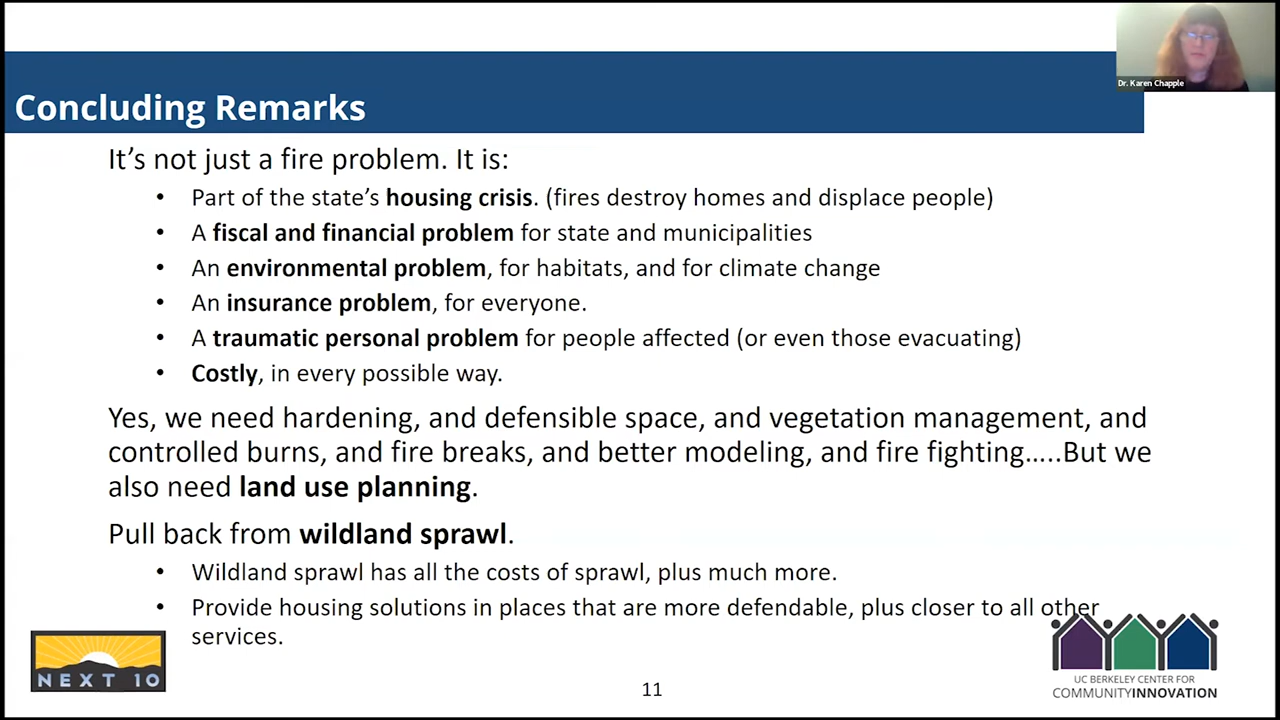 Dr. Karen Chapple
Concluding Remarks
It's not just a fire problem. It is:
• Part of the state's housing crisis. (fires destroy homes and displace people)
• A fiscal and financial problem for state and municipalities
• An environmental problem, for habitats, and for climate change
• An insurance problem, for everyone.
• A traumatic personal problem for people affected (or even those evacuating)
• Costly, in every possible way.
Yes, we need hardening, and defensible space, and vegetation management, and
controlled burns, and fire breaks, and better modeling, and fire fighting…..But we
also need land use planning.
Pull back from wildland sprawl.
• Wildland sprawl has all the costs of sprawl, plus much more.
• Provide housing solutions in places that are more defendable, plus closer to all other
services.
NEXT 10
11
UC BERKELEY CENTER FOR
COMMUNITYINNOVATION